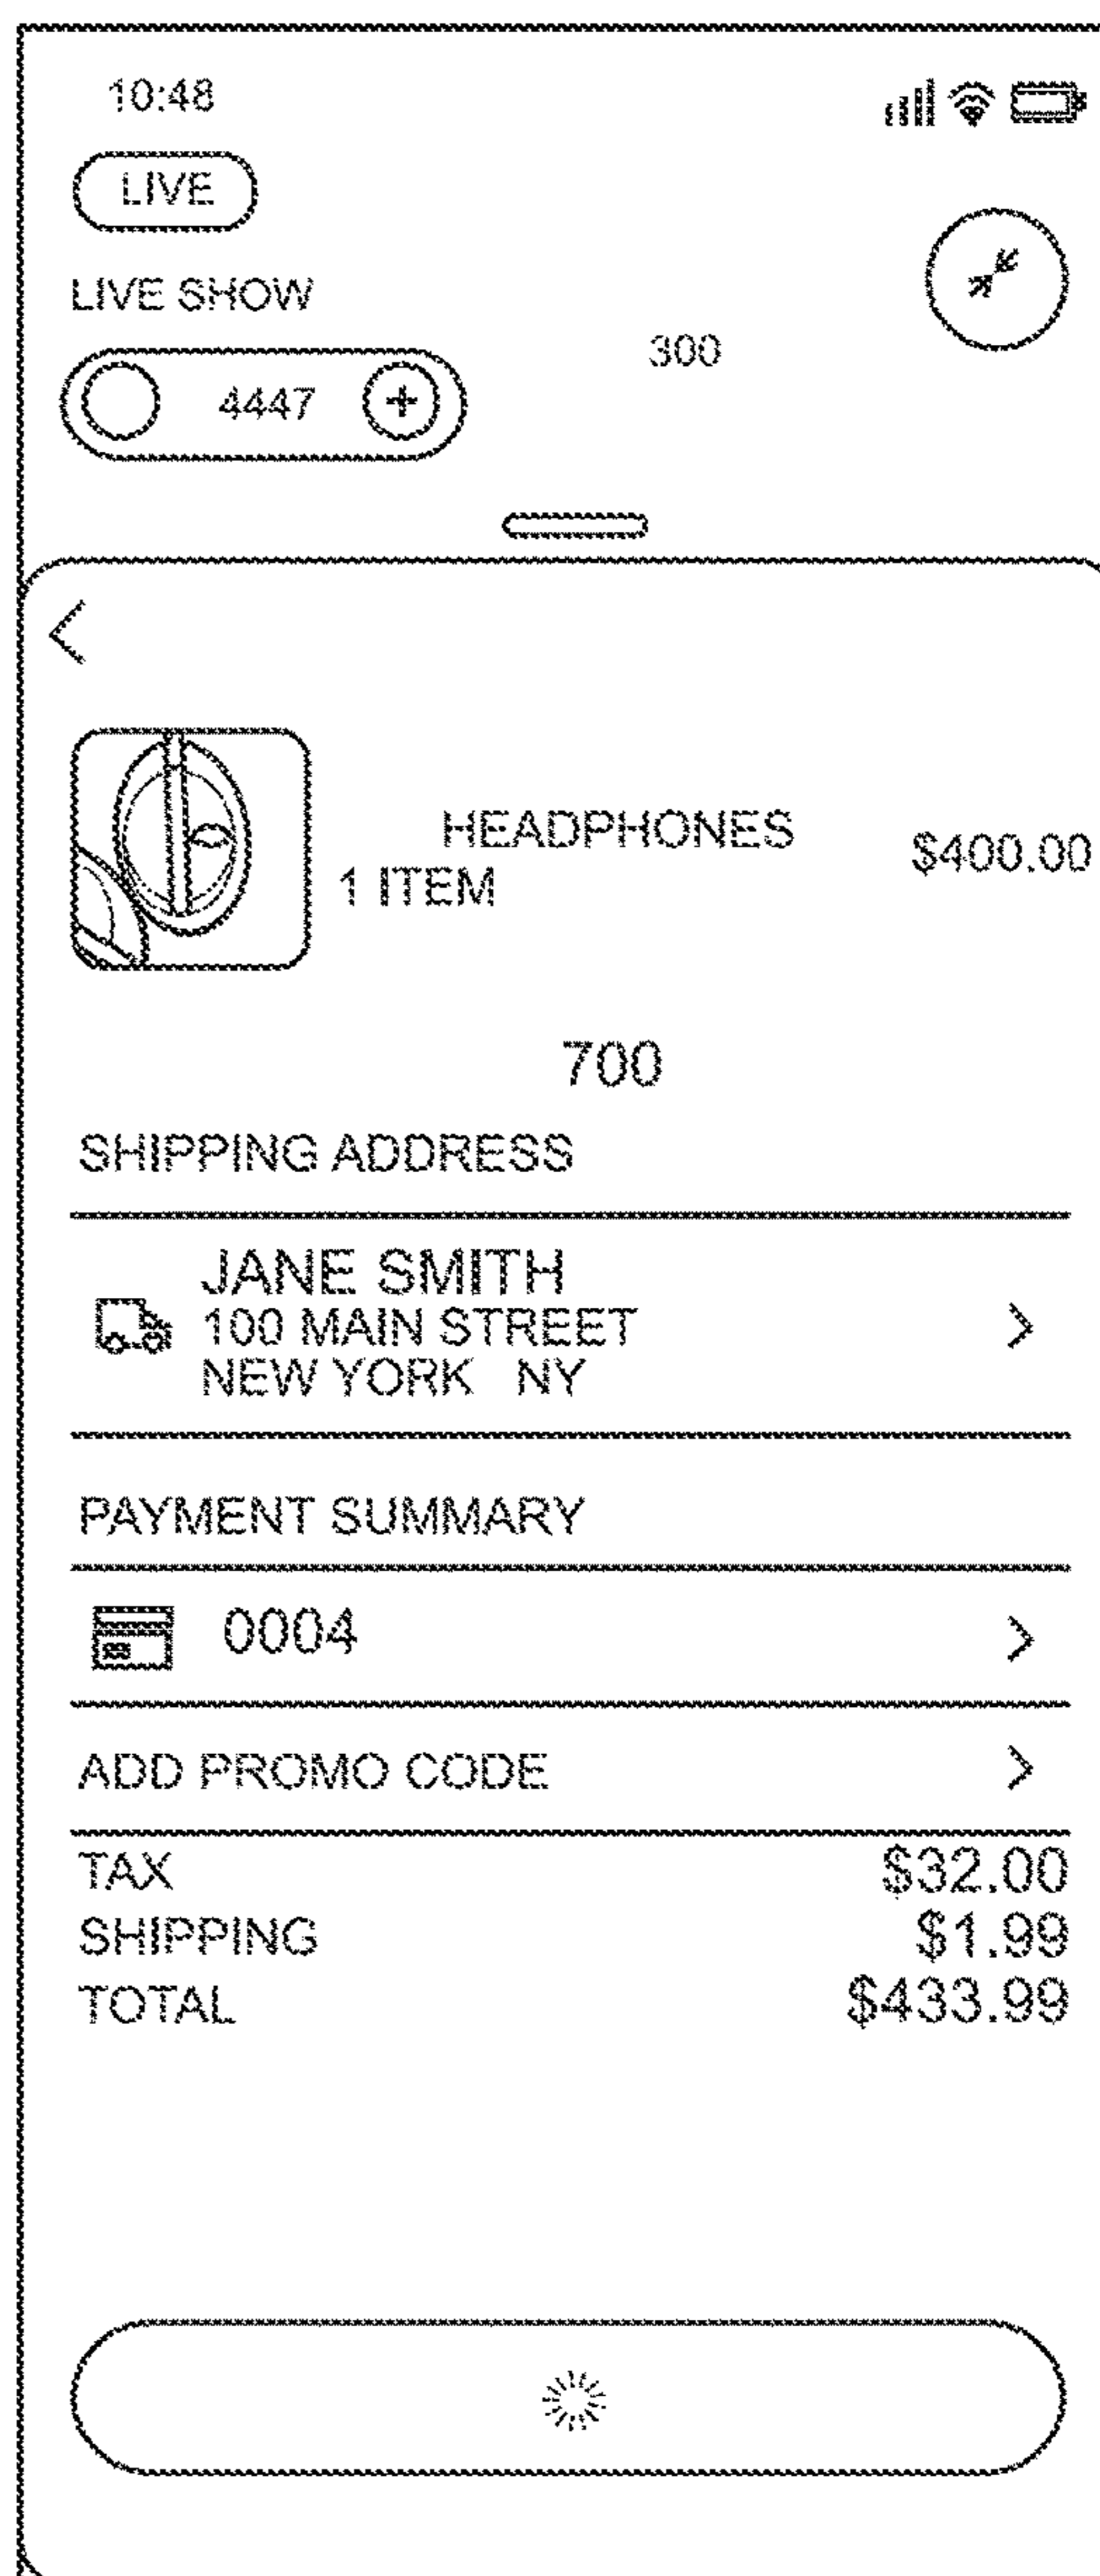 10:48
LIVE
LIVE SHOW
300
4447 +
HEADPHONES
$400.00
1 ITEM
700
SHIPPING ADDRESS
JANE SMITH
100 MAIN STREET
NEW YORK NY
PAYMENT SUMMARY
0004
ADD PROMO CODE
TAX $32.00
SHIPPING $1.99
TOTAL $433.99